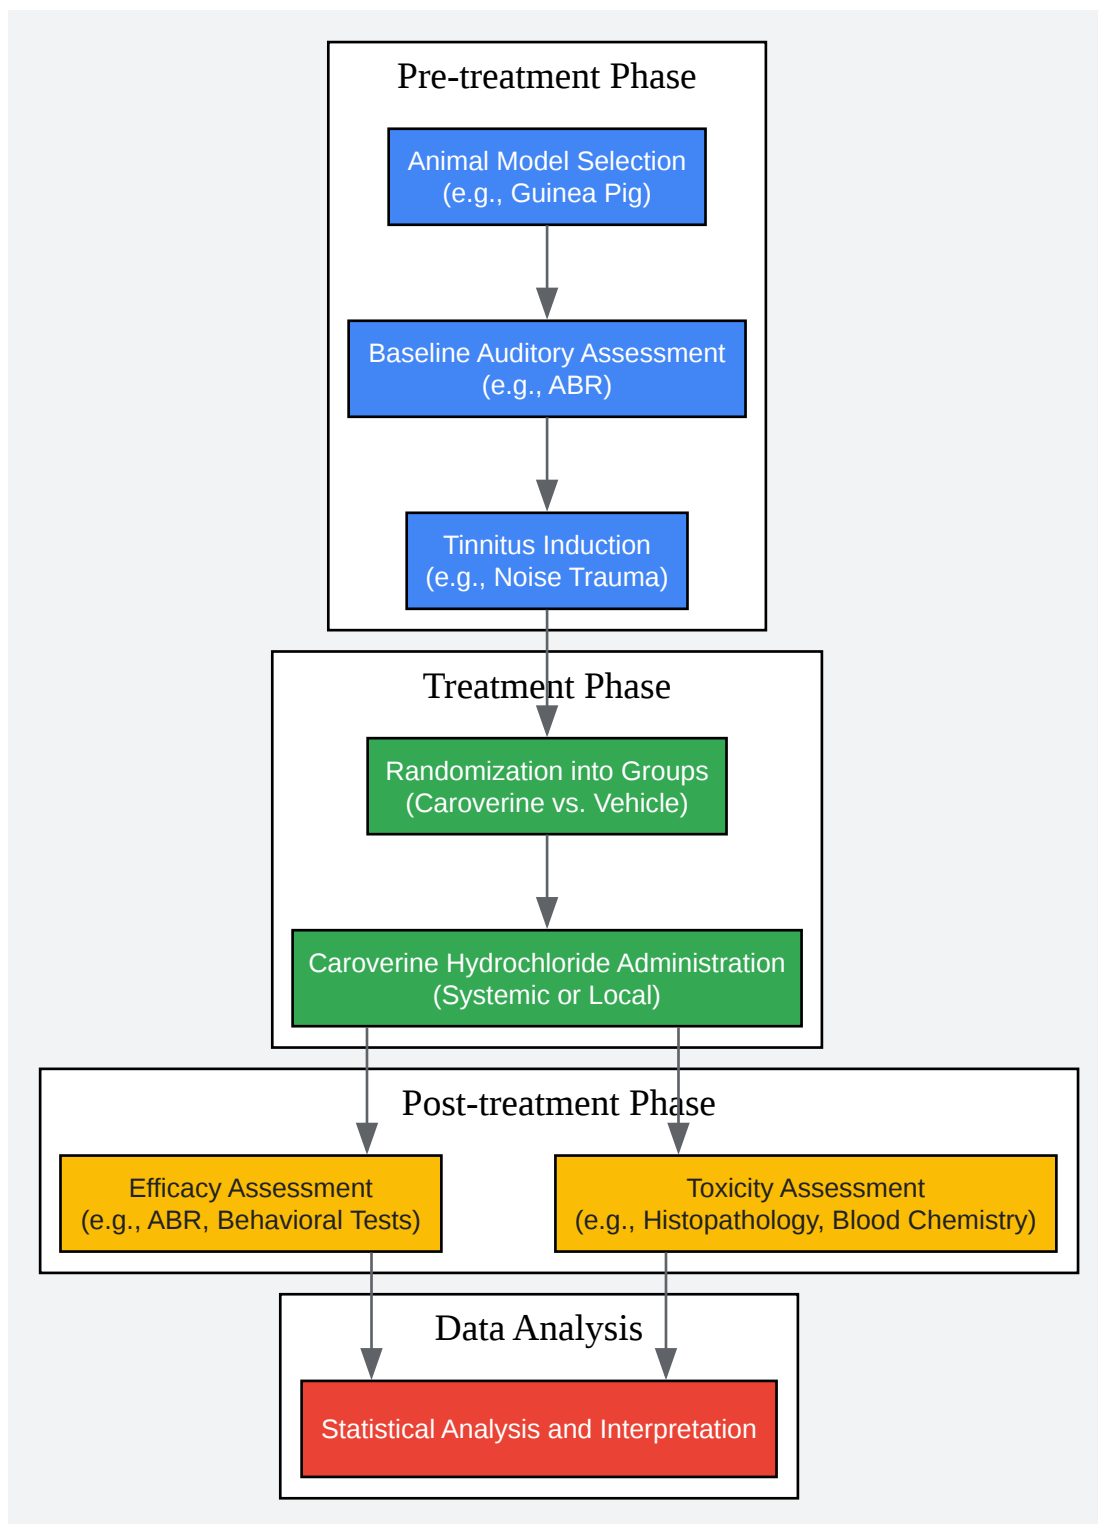 Pre-treatment Phase
Animal Model Selection
(e.g., Guinea Pig)
Baseline Auditory Assessment
(e.g., ABR)
Tinnitus Induction
(e.g., Noise Trauma)
Treatment Phase
Randomization into Groups
(Caroverine vs. Vehicle)
Caroverine Hydrochloride Administration
(Systemic or Local)
Post-treatment Phase
Efficacy Assessment
(e.g., ABR, Behavioral Tests)
Toxicity Assessment
(e.g., Histopathology, Blood Chemistry)
Data Analysis
Statistical Analysis and Interpretation